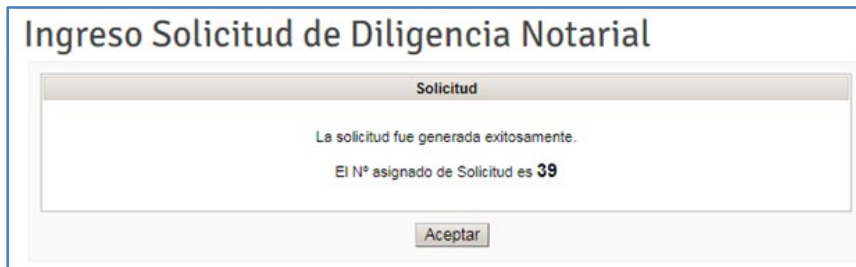 Ingreso Solicitud de Diligencia Notarial
Solicitud
La solicitud fue generada exitosamente.
El Nº asignado de Solicitud es 39
Aceptar